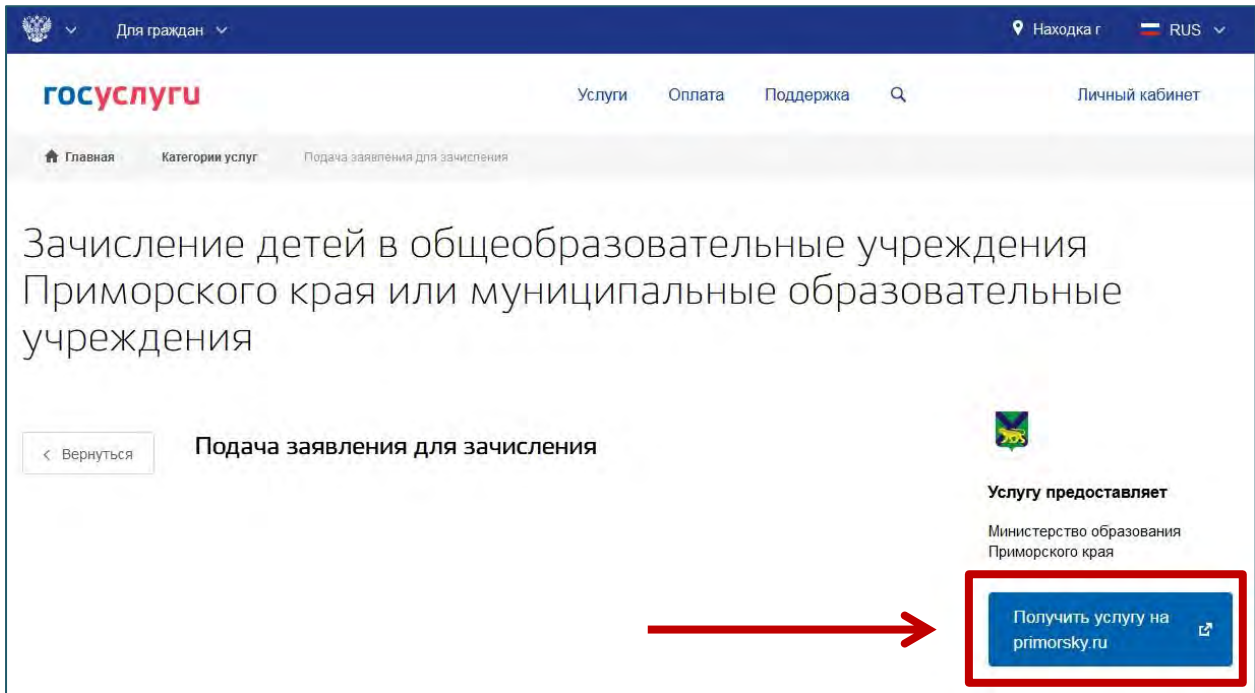 Для граждан
Находка г
RUS
госуслуги
Услуги Оплата Поддержка
Личный кабинет
Главная Категории услуг Подача заявления для зачисления
Зачисление детей в общеобразовательные учреждения
Приморского края или муниципальные образовательные
учреждения
Вернуться
Подача заявления для зачисления
Услугу предоставляет
Министерство образования
Приморского края
Получить услугу на
primorsky.ru